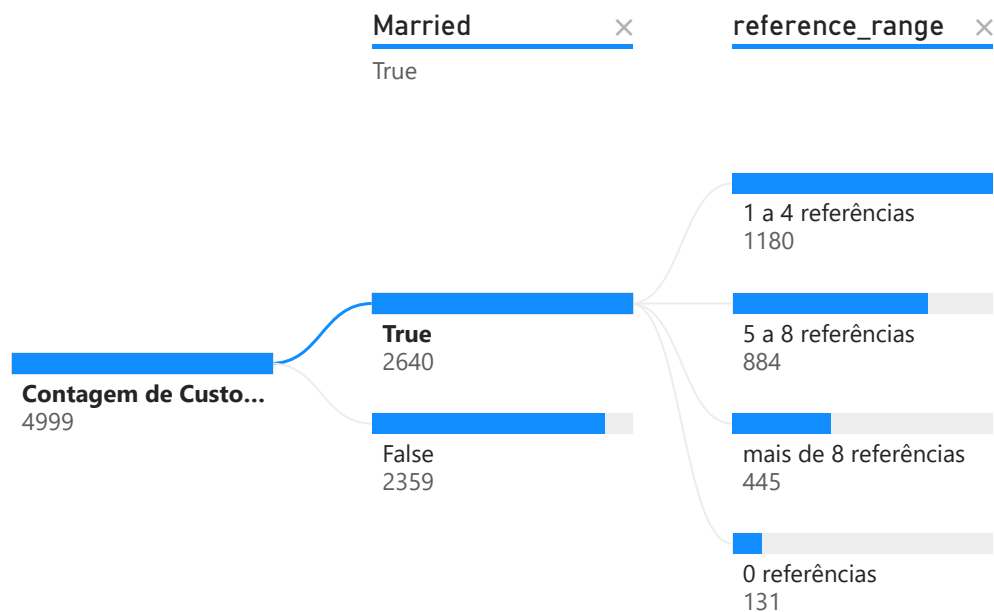 Married
True
reference_range
Contagem de Custo...
4999
True
2640
False
2359
1 a 4 referências
1180
5 a 8 referências
884
mais de 8 referências
445
0 referências
131